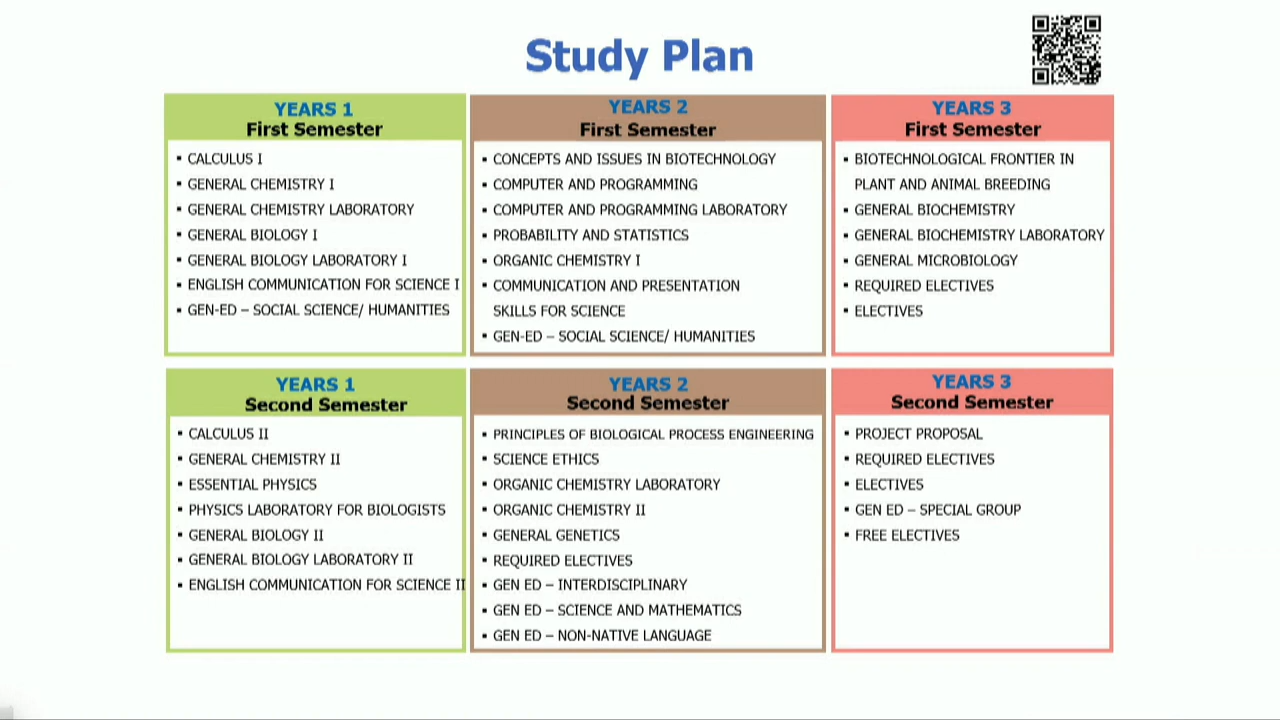 Study Plan
YEARS 1
First Semester
▪ CALCULUS I
▪ GENERAL CHEMISTRY I
▪ GENERAL CHEMISTRY LABORATORY
▪ GENERAL BIOLOGY I
▪ GENERAL BIOLOGY LABORATORY I
▪ ENGLISH COMMUNICATION FOR SCIENCE I
▪ GEN-ED – SOCIAL SCIENCE/ HUMANITIES
YEARS 2
First Semester
▪ CONCEPTS AND ISSUES IN BIOTECHNOLOGY
▪ COMPUTER AND PROGRAMMING
▪ COMPUTER AND PROGRAMMING LABORATORY
▪ PROBABILITY AND STATISTICS
▪ ORGANIC CHEMISTRY I
▪ COMMUNICATION AND PRESENTATION
SKILLS FOR SCIENCE
▪ GEN-ED – SOCIAL SCIENCE/ HUMANITIES
YEARS 3
First Semester
▪ BIOTECHNOLOGICAL FRONTIER IN
PLANT AND ANIMAL BREEDING
▪ GENERAL BIOCHEMISTRY
▪ GENERAL BIOCHEMISTRY LABORATORY
▪ GENERAL MICROBIOLOGY
▪ REQUIRED ELECTIVES
▪ ELECTIVES
YEARS 1
Second Semester
▪ CALCULUS II
▪ GENERAL CHEMISTRY II
▪ ESSENTIAL PHYSICS
▪ PHYSICS LABORATORY FOR BIOLOGISTS
▪ GENERAL BIOLOGY II
▪ GENERAL BIOLOGY LABORATORY II
▪ ENGLISH COMMUNICATION FOR SCIENCE II
YEARS 2
Second Semester
▪ PRINCIPLES OF BIOLOGICAL PROCESS ENGINEERING
▪ SCIENCE ETHICS
▪ ORGANIC CHEMISTRY LABORATORY
▪ ORGANIC CHEMISTRY II
▪ GENERAL GENETICS
▪ REQUIRED ELECTIVES
▪ GEN ED – INTERDISCIPLINARY
▪ GEN ED – SCIENCE AND MATHEMATICS
▪ GEN ED – NON-NATIVE LANGUAGE
YEARS 3
Second Semester
▪ PROJECT PROPOSAL
▪ REQUIRED ELECTIVES
▪ ELECTIVES
▪ GEN ED – SPECIAL GROUP
▪ FREE ELECTIVES